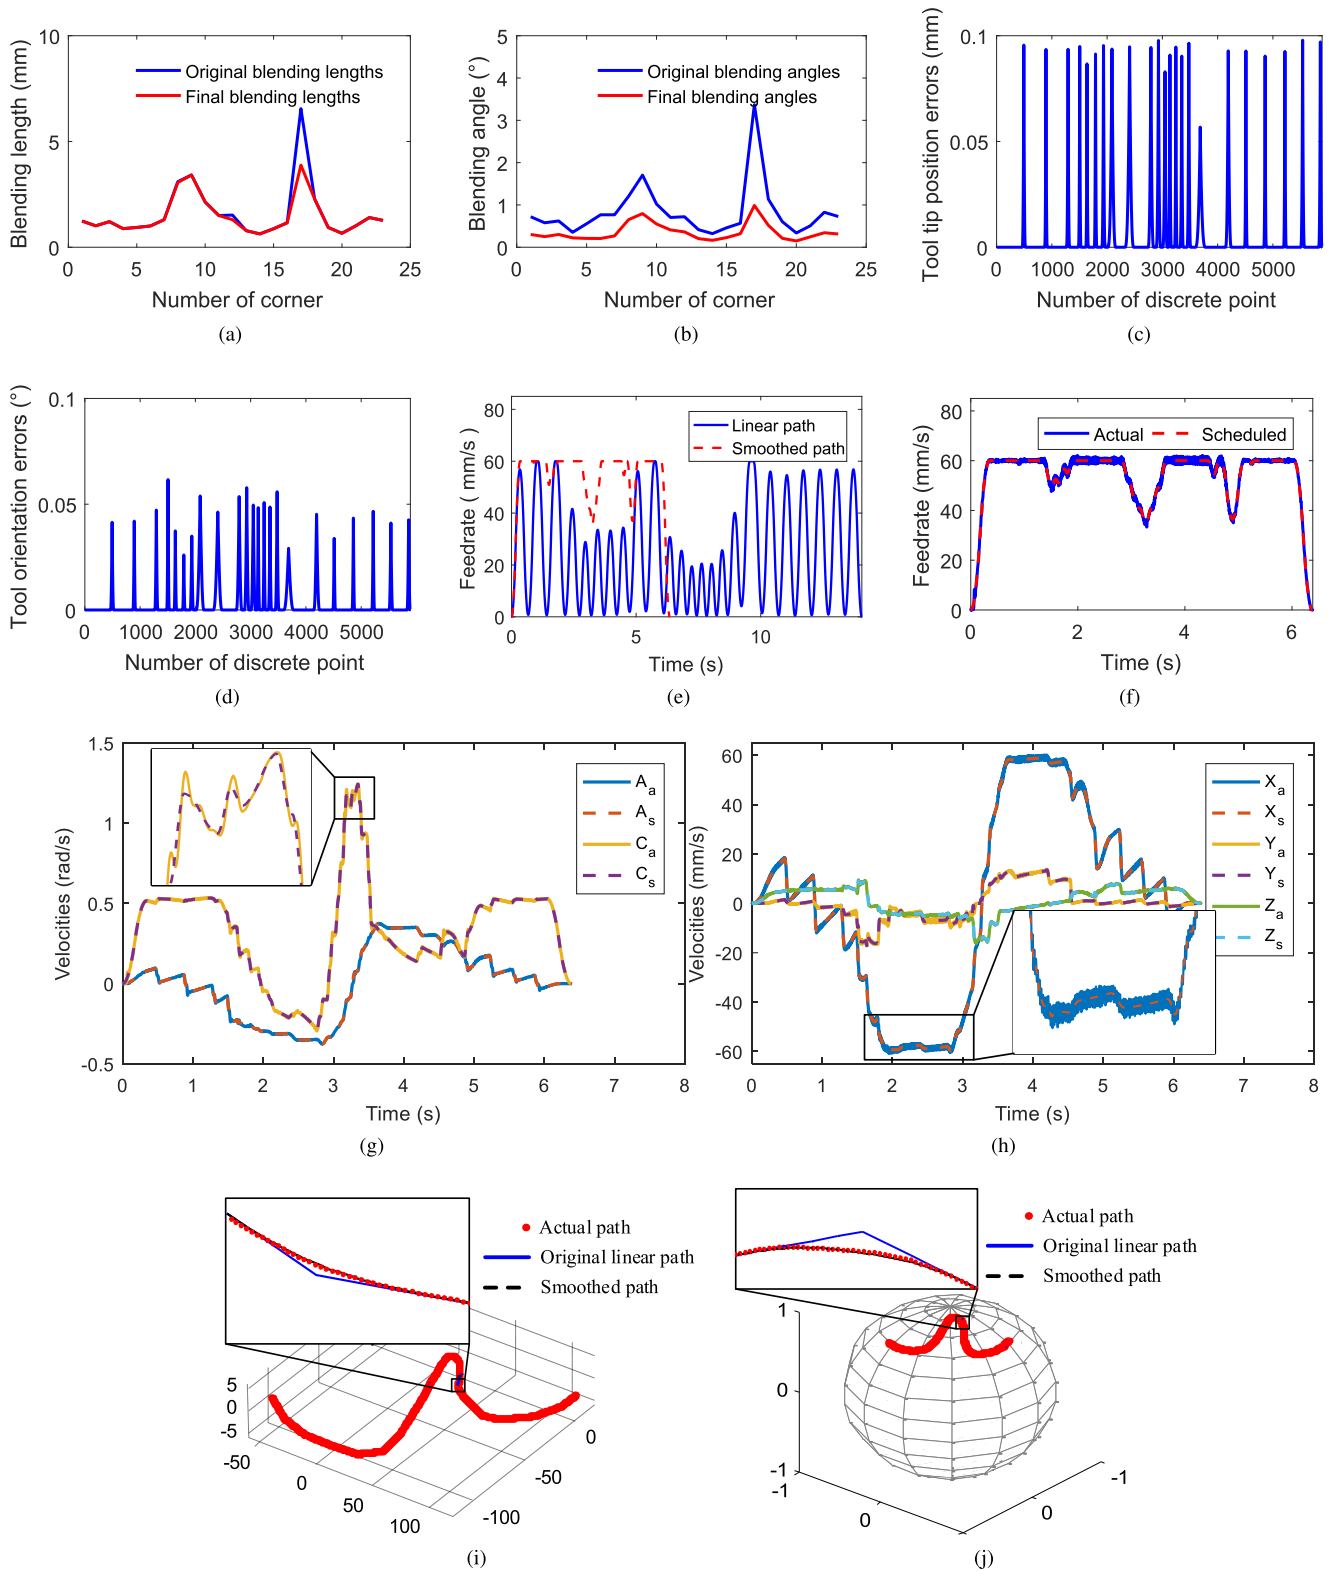 Blending length (mm)
10
5
0
Original blending lengths
Final blending lengths
0 5 10 15 20 25
Number of corner
(a)
Blending angle (°)
5
4
3
2
1
0
Original blending angles
Final blending angles
0 5 10 15 20 25
Number of corner
(b)
Tool tip position errors (mm)
0.1
0.05
0
0 1000 2000 3000 4000 5000
Number of discrete point
(c)
Tool orientation errors (°)
0.1
0.05
0
0 1000 2000 3000 4000 5000
Number of discrete point
(d)
Feedrate ( mm/s )
80
60
40
20
0
Linear path
Smoothed path
0 5 10
Time (s)
(e)
Feedrate (mm/s)
80
60
40
20
0
Actual Scheduled
0 2 4 6
Time (s)
(f)
Velocities (rad/s)
1.5
1
0.5
0
-0.5
A_a
A_s
C_a
C_s
0 1 2 3 4 5 6 7 8
Time (s)
(g)
Velocities (mm/s)
60
40
20
0
-20
-40
-60
X_a
X_s
Y_a
Y_s
Z_a
Z_s
0 1 2 3 4 5 6 7 8
Time (s)
(h)
Actual path
Original linear path
Smoothed path
5
0
-5
-50
0
50
100
0
-50
-100
(i)
Actual path
Original linear path
Smoothed path
1
0
-1
-1
0
-1
0
(j)